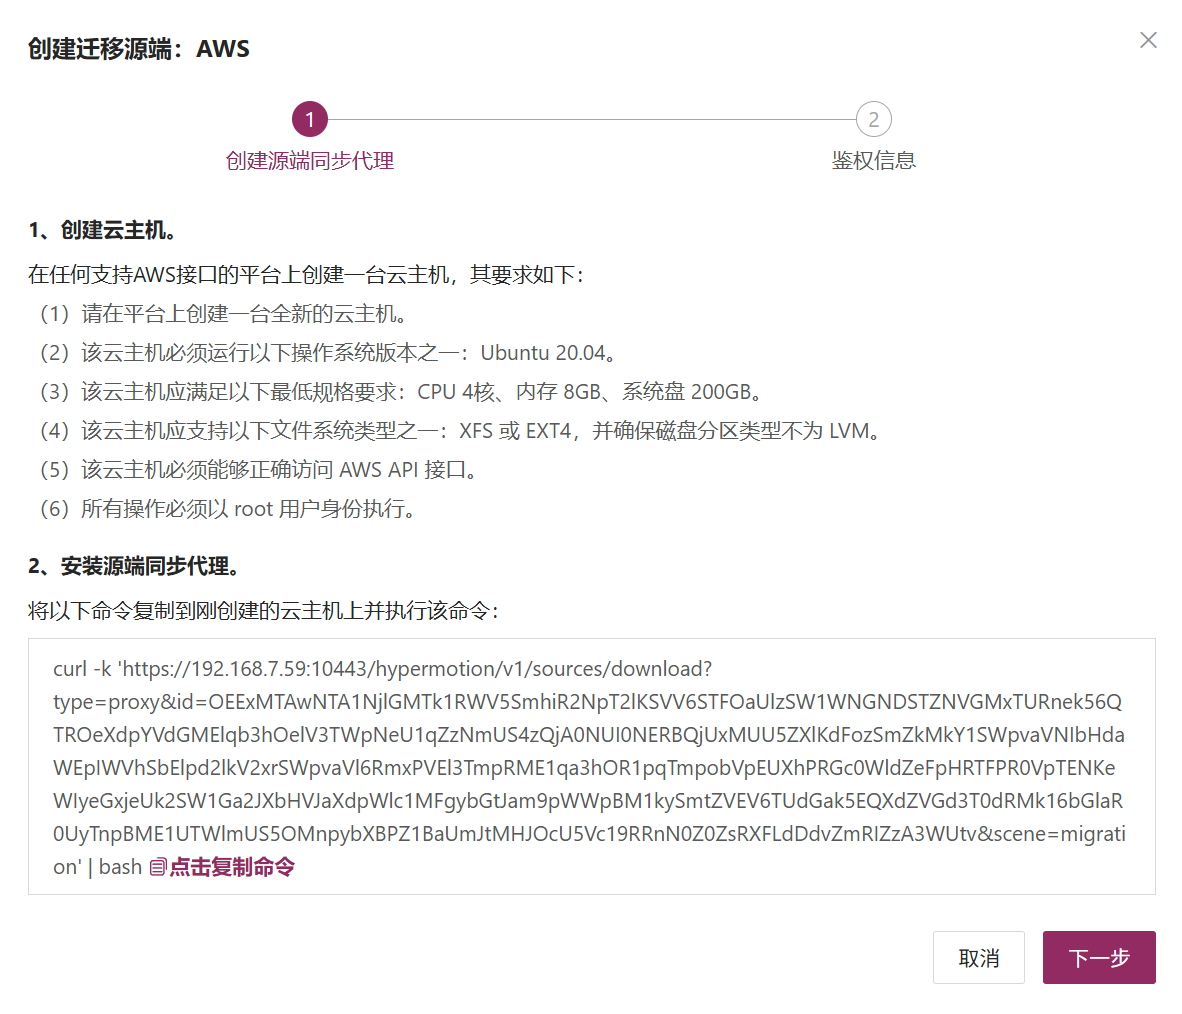 创建迁移源端：AWS
1
2
创建源端同步代理
鉴权信息
1、创建云主机。
在任何支持AWS接口的平台上创建一台云主机，其要求如下：
（1）请在平台上创建一台全新的云主机。
（2）该云主机必须运行以下操作系统版本之一：Ubuntu 20.04。
（3）该云主机应满足以下最低规格要求：CPU 4核、内存 8GB、系统盘 200GB。
（4）该云主机应支持以下文件系统类型之一：XFS 或 EXT4，并确保磁盘分区类型不为 LVM。
（5）该云主机必须能够正确访问 AWS API 接口。
（6）所有操作必须以 root 用户身份执行。
2、安装源端同步代理。
将以下命令复制到刚创建的云主机上并执行该命令：
curl -k 'https://192.168.7.59:10443/hypermotion/v1/sources/download?
type=proxy&id=OEExMTAwNTA1NjlGMTk1RWV5SmhiR2NpT2lKSVV6STFOaUlzSW1WNGNDSTZNVGMxTURnek56Q
TROeXdpYVdGMElqb3hOelV3TWpNeU1qZzNmUS4zQjA0NUI0NERBQjUxMUU5ZXlKdFozSmZkMkY1SWpvaVNIbHda
WEpIWVhSbElpd2lkV2xrSWpvaVl6RmxPVEl3TmpRME1qa3hOR1pqTmpobVpEUXhPRGc0WldZeFpHRTFPR0VpTENKe
WIyeGxjeUk2SW1Ga2JXbHVJaXdpWlc1MFgybGtJam9pWWpBM1kySmtZVEV6TUdGak5EQXdZVGd3T0dRMk16bGlaR
0UyTnpBME1UTWlmUS5OMnpybXBPZ1BaUmJtMHJOcU5Vc19RRnN0Z0ZsRXFLdDdvZmRIZzA3WUtv&scene=migrati
on' | bash 点击复制命令
取消
下一步